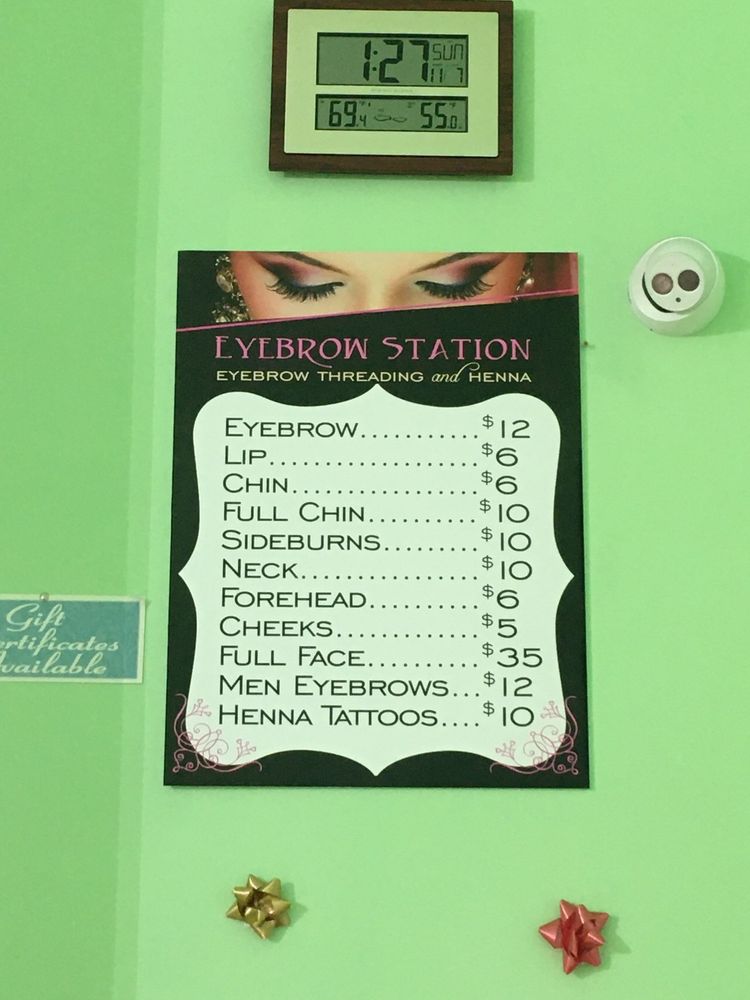 1:27 SUN
11 7
69.4 55.0
EYEBROW STATION
EYEBROW THREADING and HENNA
EYEBROW...........$12
LIP.....................$6
CHIN...................$6
FULL CHIN..........$10
SIDEBURNS.........$10
NECK.................$10
FOREHEAD..........$6
CHEEKS..............$5
FULL FACE..........$35
MEN EYEBROWS...$12
HENNA TATTOOS....$10
Gift
ertificates
vailable